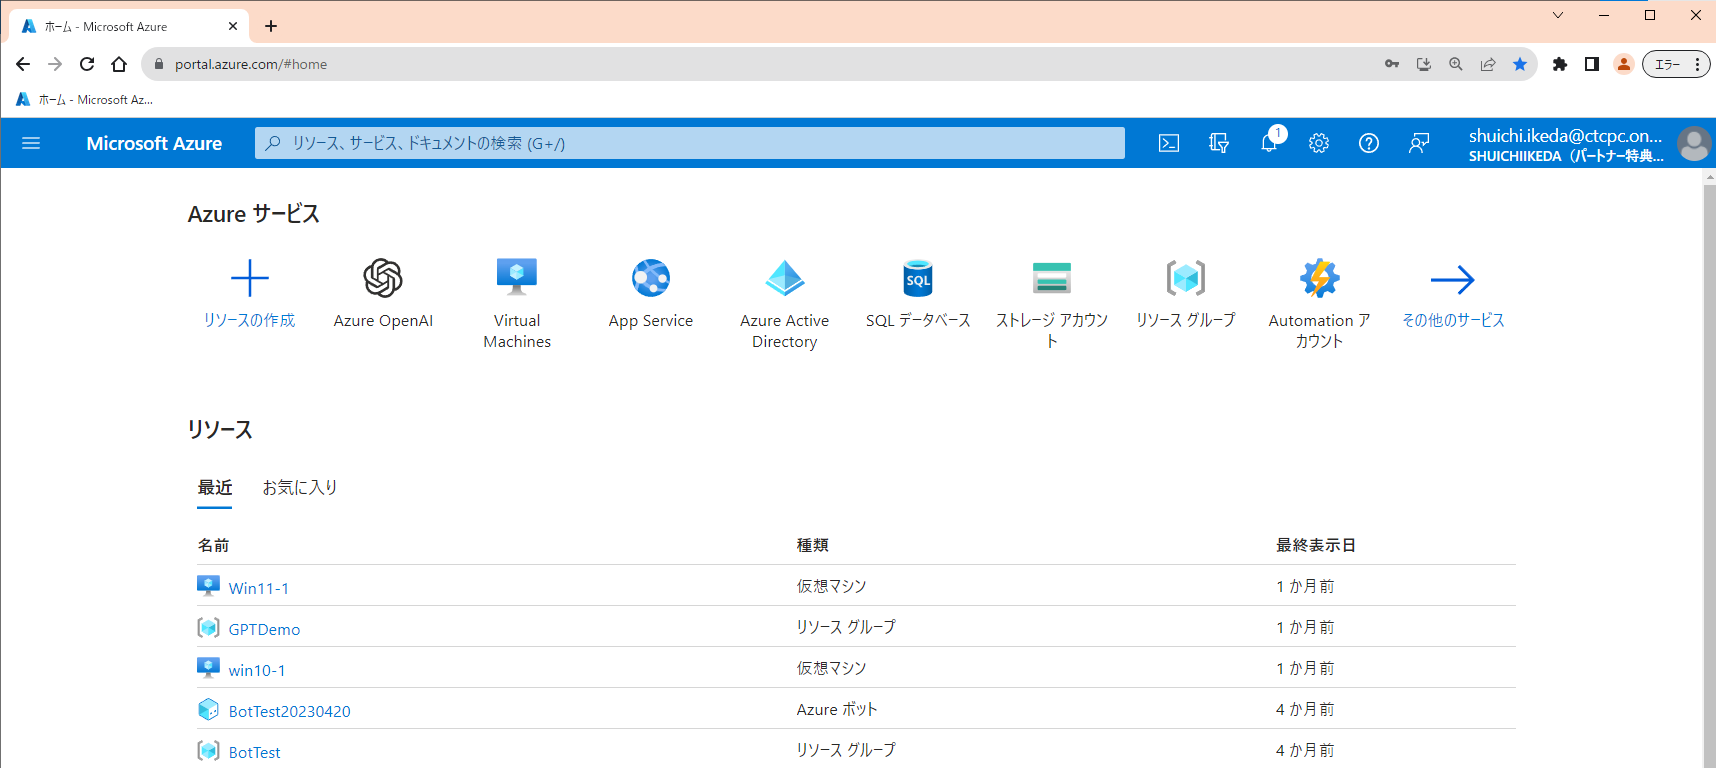 ホーム - Microsoft Azure
portal.azure.com/#home
エラー
ホーム - Microsoft Az...
Microsoft Azure
リソース、サービス、ドキュメントの検索 (G+/)
1
shuichi.ikeda@ctcpc.on...
SHUICHIIKEDA（パートナー特典...
Azure サービス
リソースの作成
Azure OpenAI
Virtual
Machines
App Service
Azure Active
Directory
SQL
SQL データベース
ストレージ アカウン
ト
リソース グループ
Automation ア
カウント
その他のサービス
リソース
最近 お気に入り
名前 種類 最終表示日
Win11-1 仮想マシン 1 か月前
GPTDemo リソース グループ 1 か月前
win10-1 仮想マシン 1 か月前
BotTest20230420 Azure ボット 4 か月前
BotTest リソース グループ 4 か月前